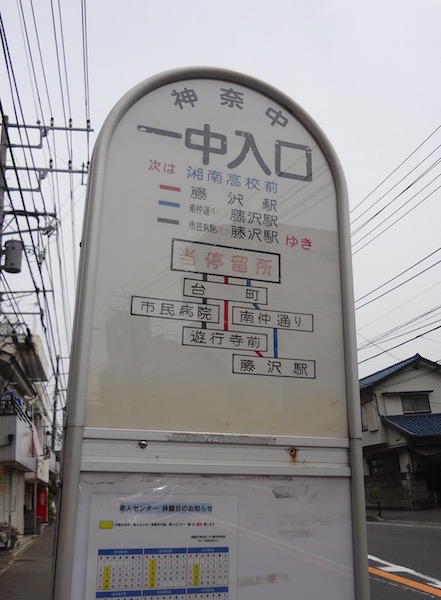 神奈中
一中入口
次は 湘南高校前
藤沢駅
南仲通り 藤沢駅
市民病院 藤沢駅 ゆき
当停留所
台町
市民病院 南仲通り
遊行寺前
藤沢駅
老人センター 休館日のお知らせ